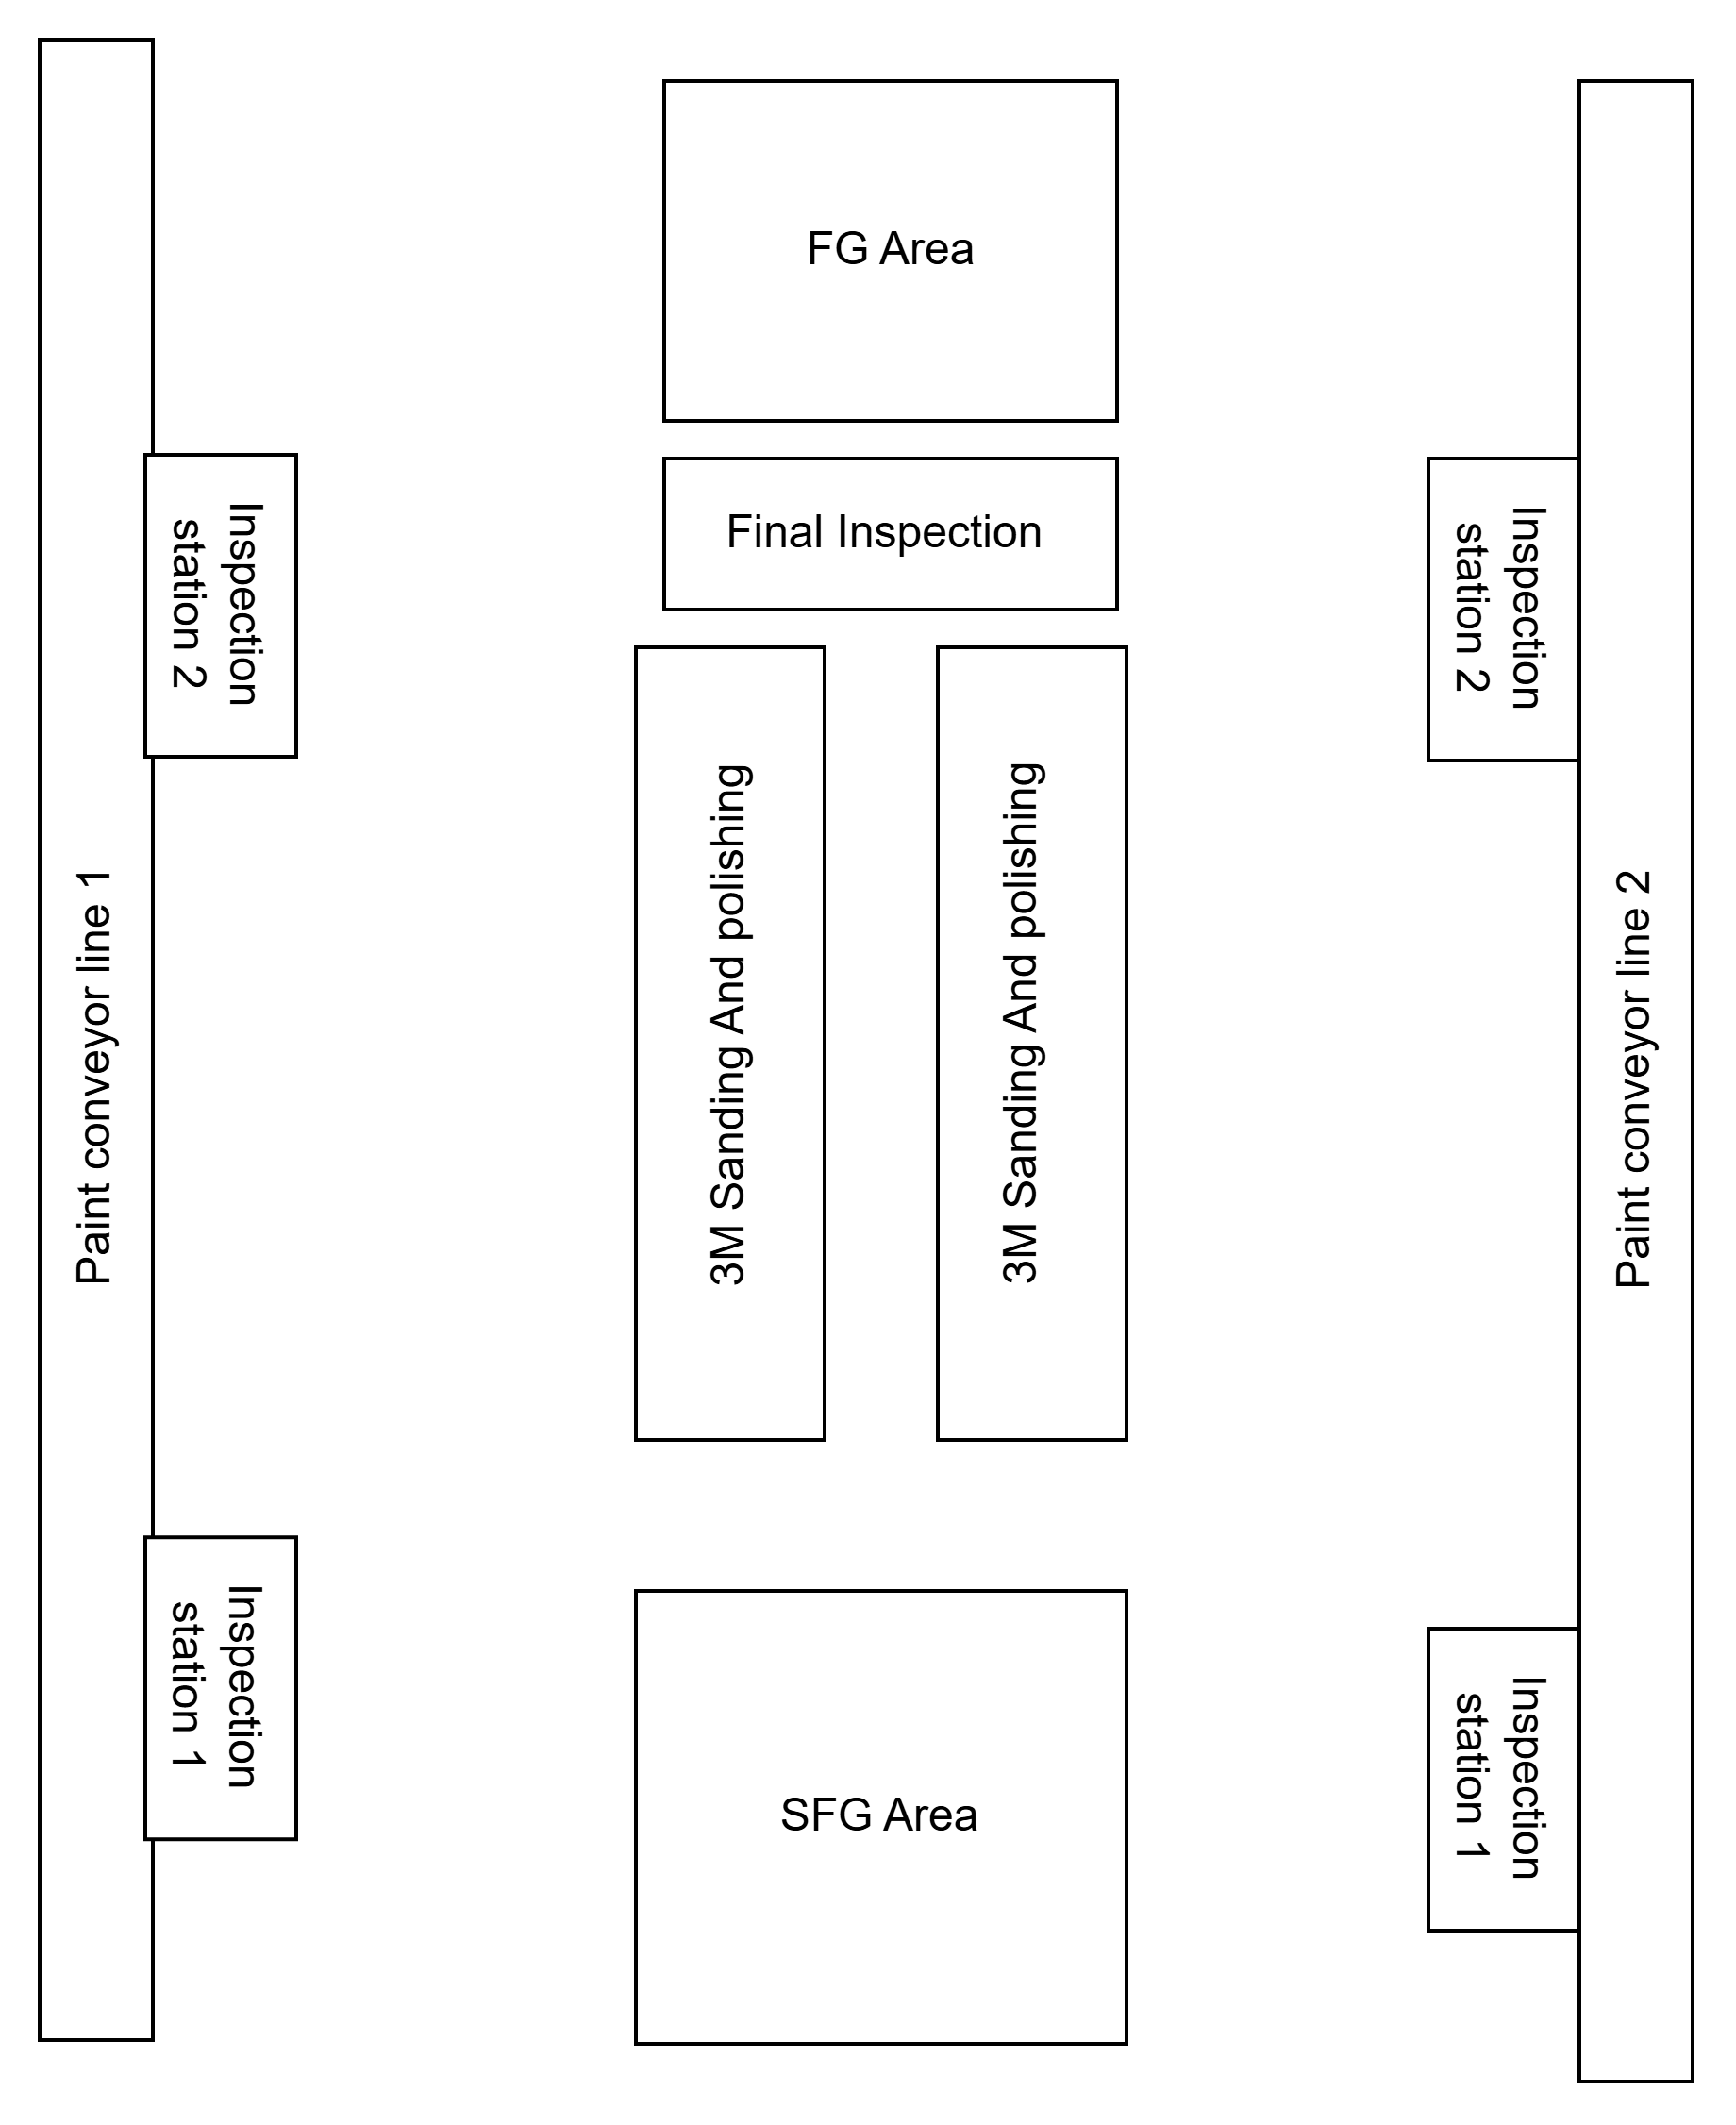 FG Area
Final Inspection
Inspection
station 2
Inspection
station 2
Paint conveyor line 1
3M Sanding And polishing
3M Sanding And polishing
Paint conveyor line 2
Inspection
station 1
Inspection
station 1
SFG Area